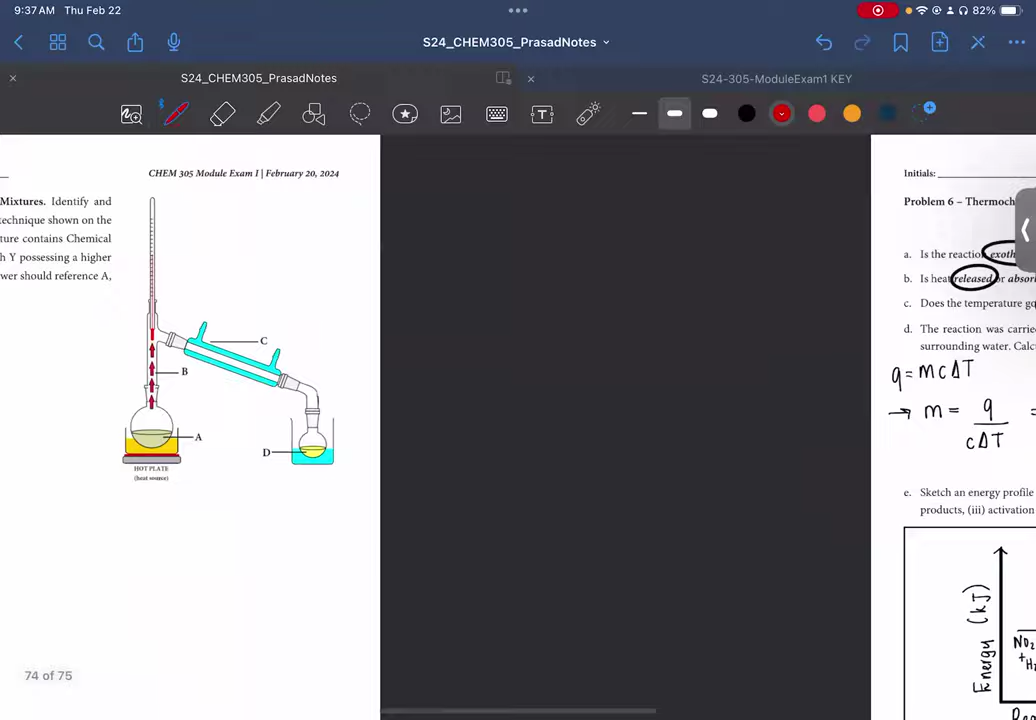 9:37 AM Thu Feb 22
82%
S24_CHEM305_PrasadNotes
S24_CHEM305_PrasadNotes
S24-305-ModuleExam1 KEY
CHEM 305 Module Exam I | February 20, 2024
Mixtures. Identify and
technique shown on the
ture contains Chemical
h Y possessing a higher
wer should reference A,
C
B
A
D
HOT PLATE
(heat source)
74 of 75
Initials:
Problem 6 – Thermoch
a. Is the reaction exoth
b. Is heat released or absor
c. Does the temperature go
d. The reaction was carrie
surrounding water. Calc
q = mcΔT
→ m = q / cΔT =
e. Sketch an energy profile
products, (iii) activation
Energy (kJ)
NO2
+H2